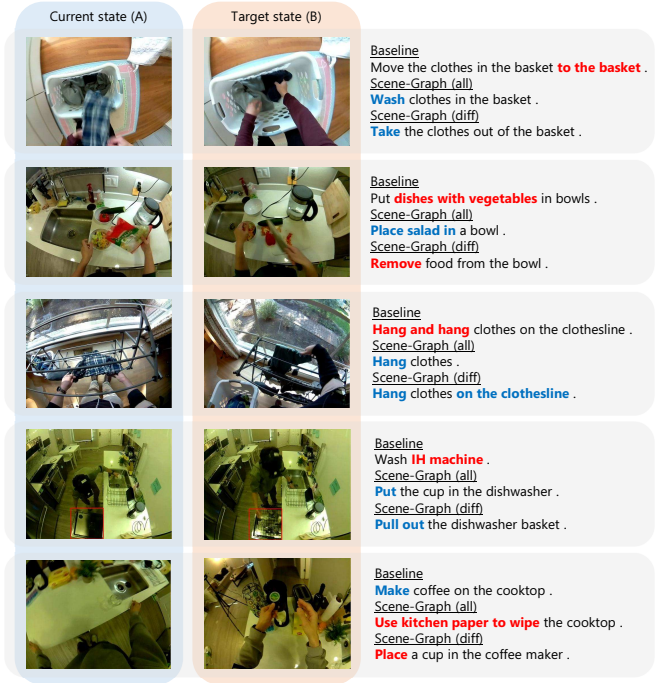 Current state (A)
Target state (B)
Baseline
Move the clothes in the basket to the basket .
Scene-Graph (all)
Wash clothes in the basket .
Scene-Graph (diff)
Take the clothes out of the basket .
Baseline
Put dishes with vegetables in bowls .
Scene-Graph (all)
Place salad in a bowl .
Scene-Graph (diff)
Remove food from the bowl .
Baseline
Hang and hang clothes on the clothesline .
Scene-Graph (all)
Hang clothes .
Scene-Graph (diff)
Hang clothes on the clothesline .
Baseline
Wash IH machine .
Scene-Graph (all)
Put the cup in the dishwasher .
Scene-Graph (diff)
Pull out the dishwasher basket .
Baseline
Make coffee on the cooktop .
Scene-Graph (all)
Use kitchen paper to wipe the cooktop .
Scene-Graph (diff)
Place a cup in the coffee maker .